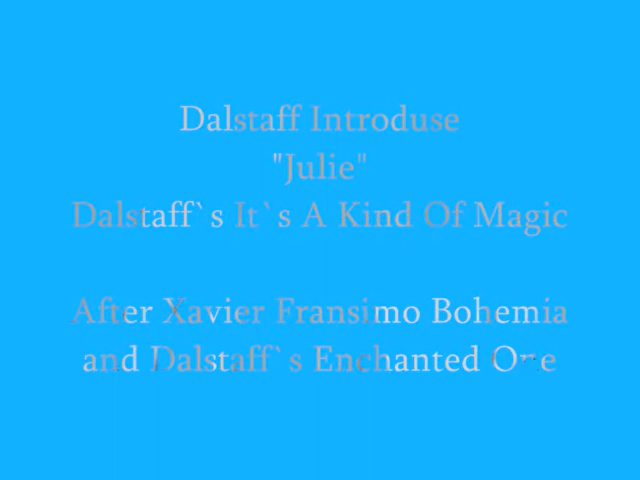 Dalstaff Introduse
"Julie"
Dalstaff`s It`s A Kind Of Magic
After Xavier Fransimo Bohemia
and Dalstaff`s Enchanted One